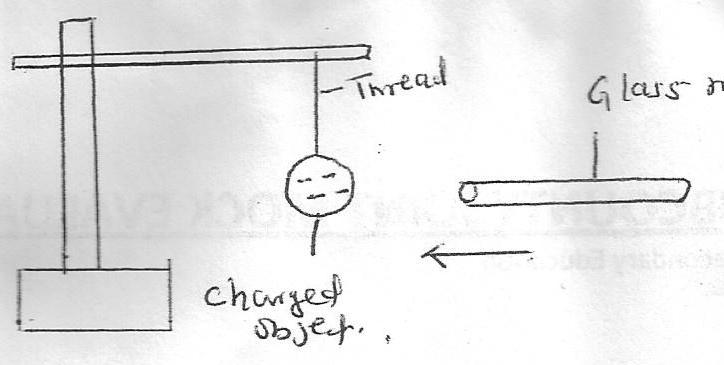 Thread
Glass
Charged
object.